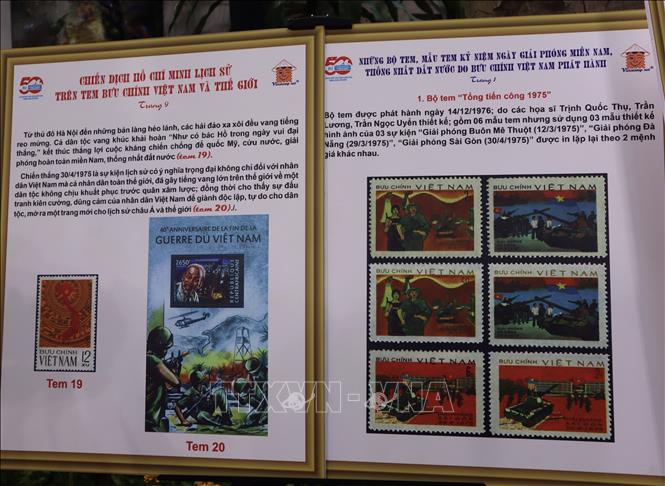 CHIẾN DỊCH HỒ CHÍ MINH LỊCH SỬ
TRÊN TEM BƯU CHÍNH VIỆT NAM VÀ THẾ GIỚI
Trang 9
Từ thủ đô Hà Nội đến những bản làng hẻo lánh, các hải đảo xa xôi đều vang tiếng
reo mừng. Cả dân tộc vang khúc khải hoàn "Như có bác Hồ trong ngày vui đại
thắng," kết thúc thắng lợi cuộc kháng chiến chống đế quốc Mỹ, cứu nước, giải
phóng hoàn toàn miền Nam, thống nhất đất nước (tem 19).
Chiến thắng 30/4/1975 là sự kiện lịch sử có ý nghĩa trọng đại không chỉ đối với nhân
dân Việt Nam mà cả nhân dân toàn thế giới, đã gây tiếng vang lớn trên thế giới về một
dân tộc không chịu khuất phục trước quân xâm lược; đồng thời cho thấy sự đấu
tranh kiên cường, dũng cảm của nhân dân Việt Nam để giành độc lập, tự do cho dân
tộc, mở ra một trang mới cho lịch sử châu Á và thế giới (tem 20)./.
BƯU CHÍNH
VIỆT NAM
12
XU
Tem 19
40e ANNIVERSAIRE DE LA FIN DE LA
GUERRE DU VIÊT NAM
2650F
RÉPUBLIQUE
CENTRAFRICAINE
Tem 20
50
NHỮNG BỘ TEM, MẪU TEM KỶ NIỆM NGÀY GIẢI PHÓNG MIỀN NAM,
THỐNG NHẤT ĐẤT NƯỚC DO BƯU CHÍNH VIỆT NAM PHÁT HÀNH
Trang 1
1. Bộ tem "Tổng tiến công 1975"
Bộ tem được phát hành ngày 14/12/1976; do các họa sĩ Trịnh Quốc Thụ, Trần
Lương, Trần Ngọc Uyển thiết kế; gồm 06 mẫu tem nhưng sử dụng 03 mẫu thiết kế
hình ảnh của 03 sự kiện "Giải phóng Buôn Mê Thuột (12/3/1975)", "Giải phóng Đà
Nẵng (29/3/1975)", "Giải phóng Sài Gòn (30/4/1975)" được in lặp lại theo 2 mệnh
giá khác nhau.
BƯU CHÍNH VIỆT NAM
BƯU CHÍNH VIỆT NAM
BƯU CHÍNH VIỆT NAM
BƯU CHÍNH VIỆT NAM
BƯU CHÍNH VIỆT NAM
BƯU CHÍNH VIỆT NAM
TTXVN - VNA